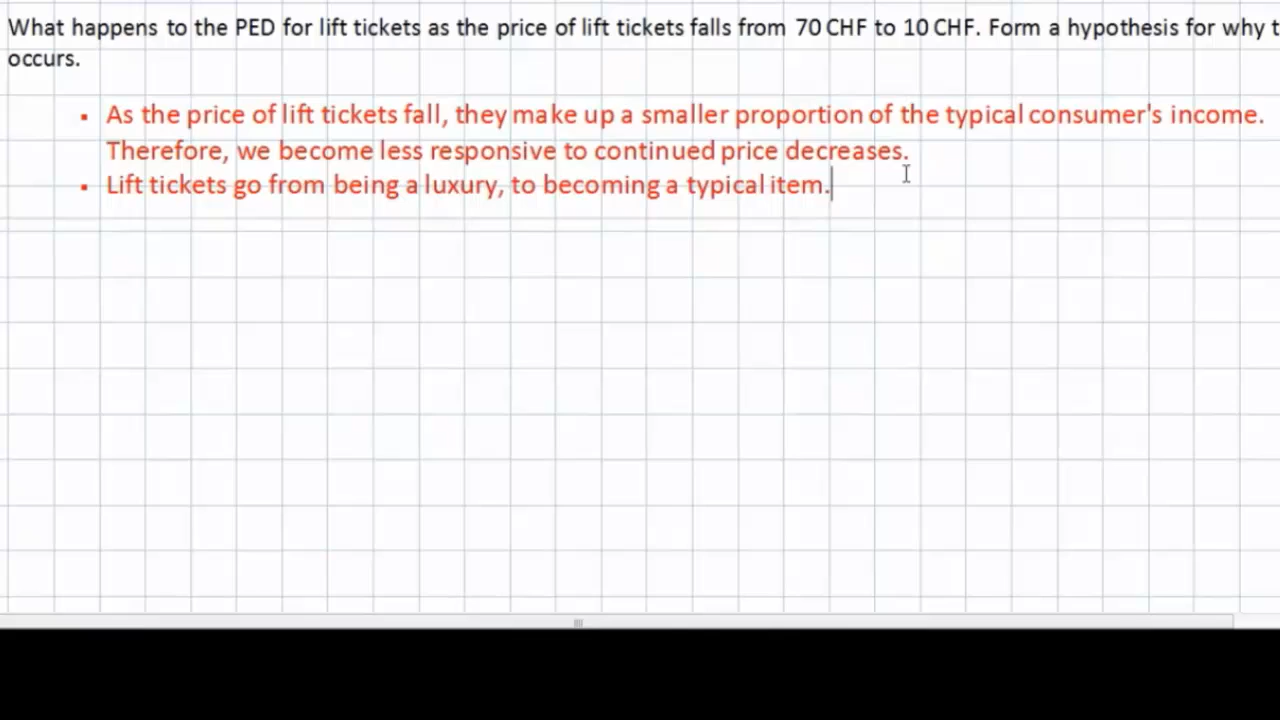 What happens to the PED for lift tickets as the price of lift tickets falls from 70 CHF to 10 CHF. Form a hypothesis for why
occurs.
As the price of lift tickets fall, they make up a smaller proportion of the typical consumer's income.
Therefore, we become less responsive to continued price decreases.
Lift tickets go from being a luxury, to becoming a typical item.